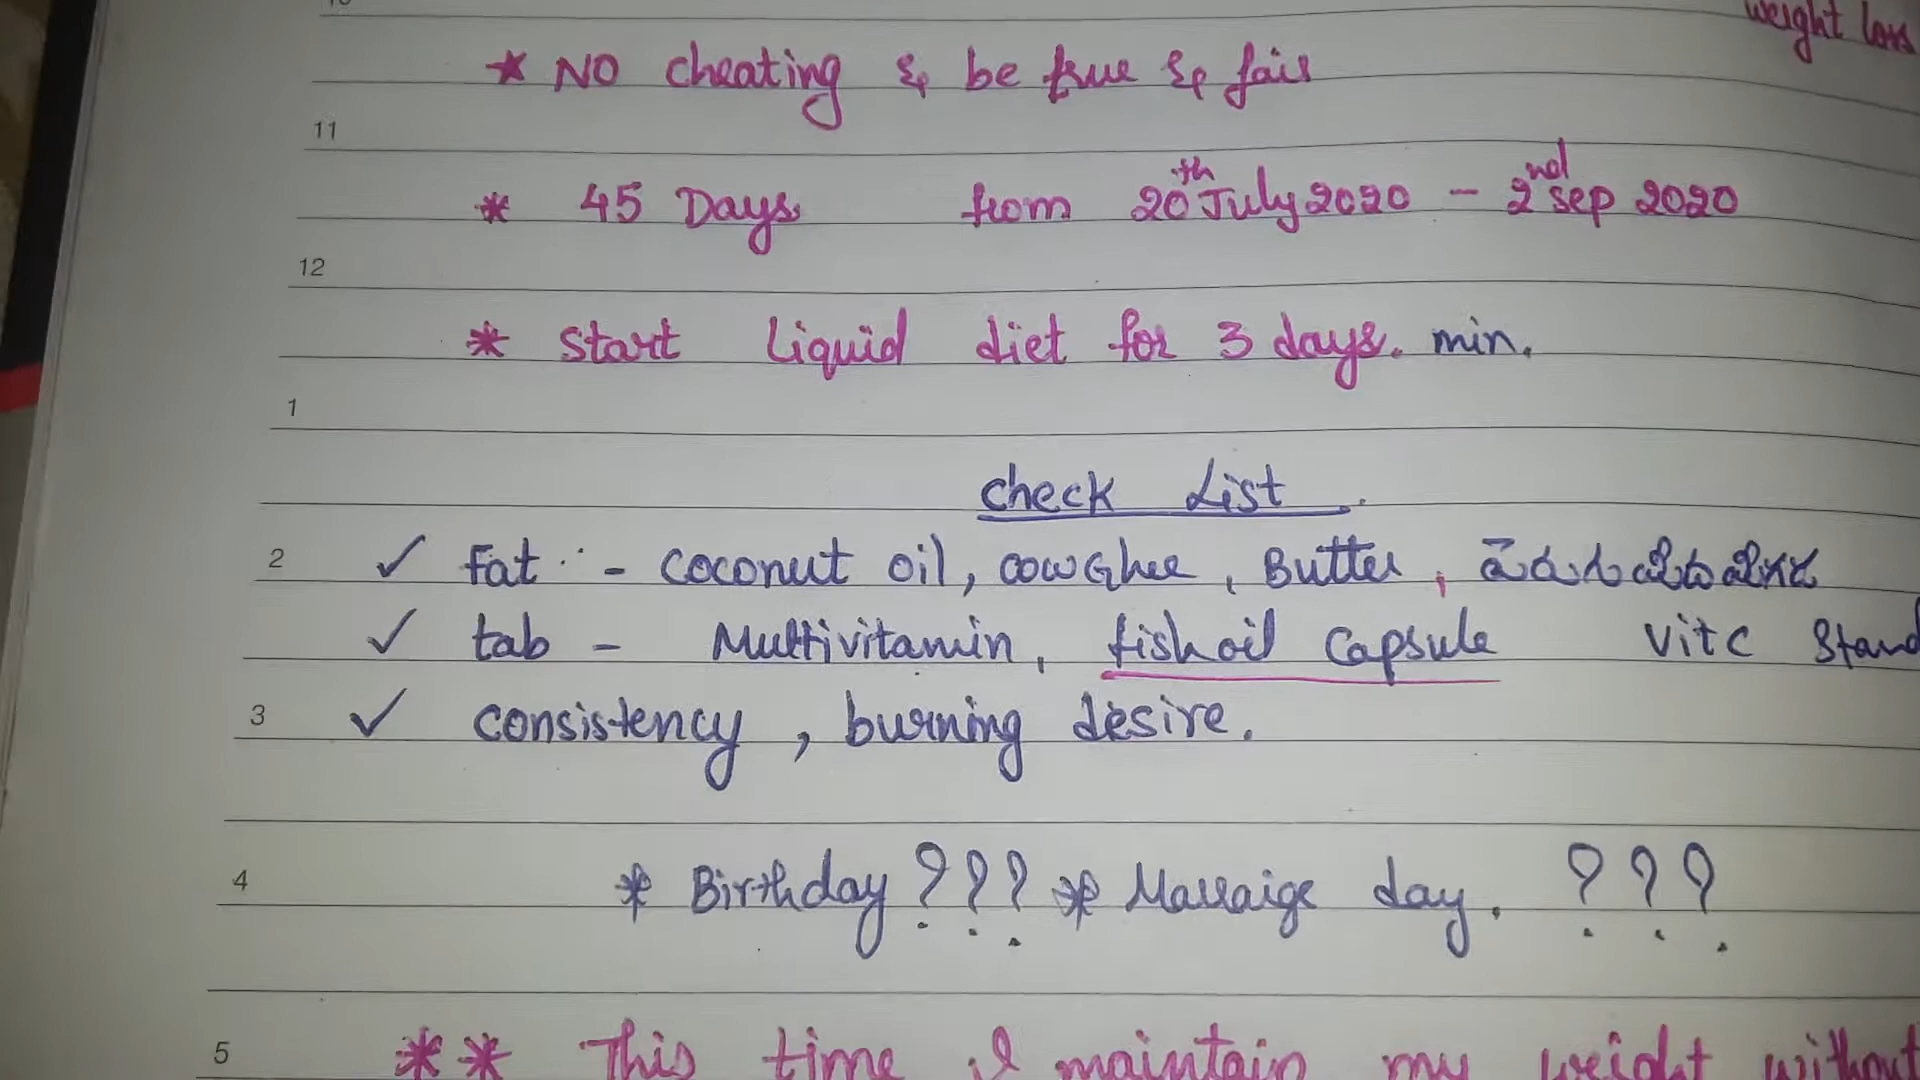 weight loss
* NO cheating & be true & fair
11
* 45 Days from 20th July 2020 - 2nd sep 2020
12
* start Liquid diet for 3 days. min.
1
check List.
2 ✓ Fat - coconut oil, cowGhee, Butter,
✓ tab - Multivitamin, fishoil capsule vitc Stand
3 ✓ consistency, burning desire.
4 * Birthday ??? * Marraige day. ???
5 ** This time I maintain my weight without